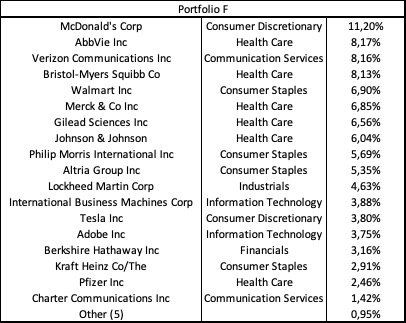 Portfolio F
McDonald's Corp Consumer Discretionary 11,20%
AbbVie Inc Health Care 8,17%
Verizon Communications Inc Communication Services 8,16%
Bristol-Myers Squibb Co Health Care 8,13%
Walmart Inc Consumer Staples 6,90%
Merck & Co Inc Health Care 6,85%
Gilead Sciences Inc Health Care 6,56%
Johnson & Johnson Health Care 6,04%
Philip Morris International Inc Consumer Staples 5,69%
Altria Group Inc Consumer Staples 5,35%
Lockheed Martin Corp Industrials 4,63%
International Business Machines Corp Information Technology 3,88%
Tesla Inc Consumer Discretionary 3,80%
Adobe Inc Information Technology 3,75%
Berkshire Hathaway Inc Financials 3,16%
Kraft Heinz Co/The Consumer Staples 2,91%
Pfizer Inc Health Care 2,46%
Charter Communications Inc Communication Services 1,42%
Other (5) 0,95%